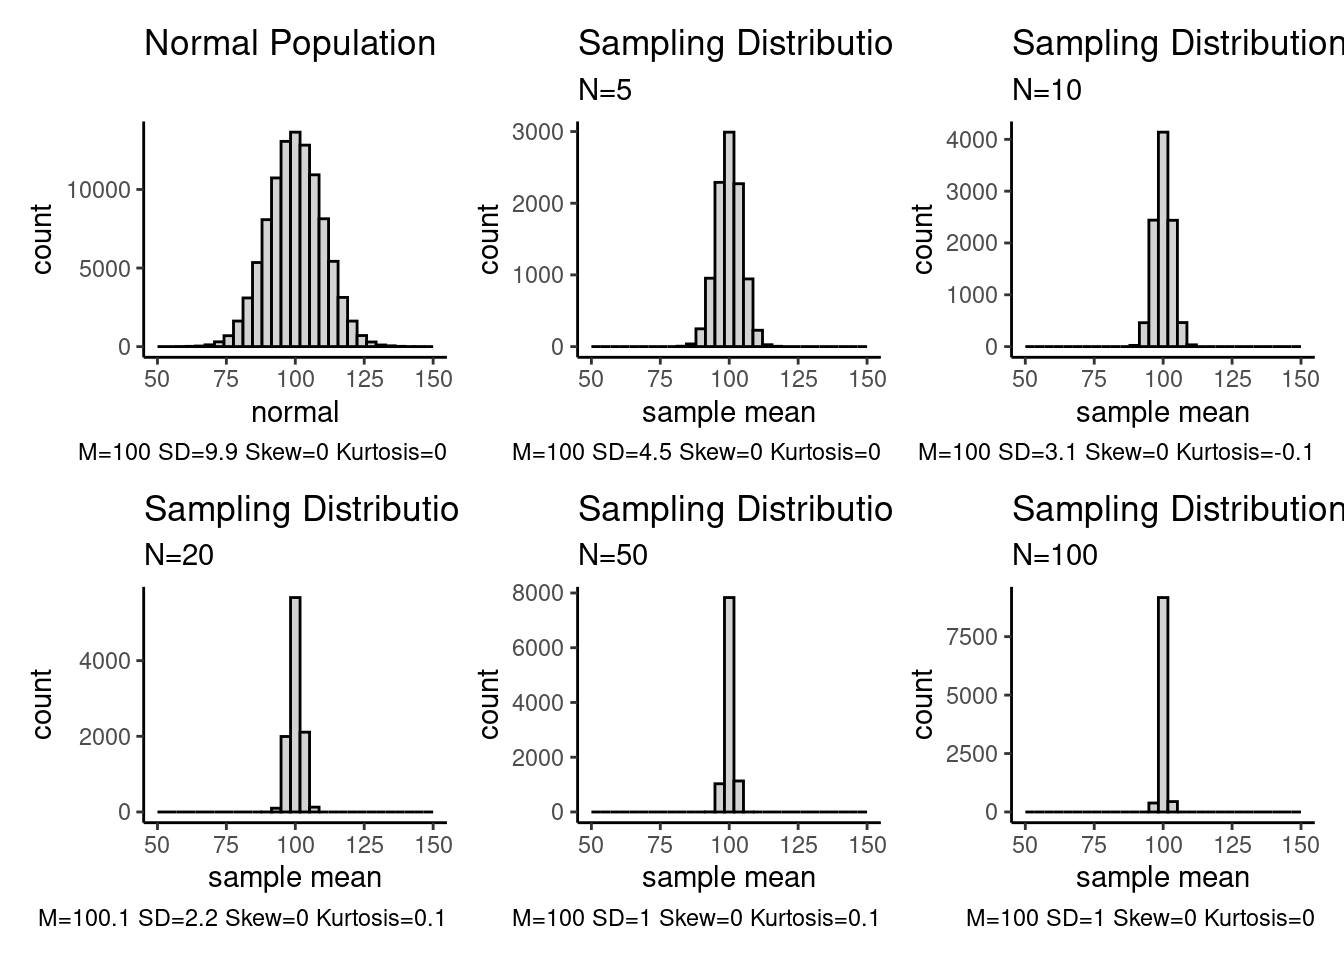 Normal Population
count
10000
5000
0
50 75 100 125 150
normal
M=100 SD=9.9 Skew=0 Kurtosis=0
Sampling Distributio
N=5
count
3000
2000
1000
0
50 75 100 125 150
sample mean
M=100 SD=4.5 Skew=0 Kurtosis=0
Sampling Distribution
N=10
count
4000
3000
2000
1000
0
50 75 100 125 150
sample mean
M=100 SD=3.1 Skew=0 Kurtosis=-0.1
Sampling Distributio
N=20
count
4000
2000
0
50 75 100 125 150
sample mean
M=100.1 SD=2.2 Skew=0 Kurtosis=0.1
Sampling Distributio
N=50
count
8000
6000
4000
2000
0
50 75 100 125 150
sample mean
M=100 SD=1 Skew=0 Kurtosis=0.1
Sampling Distribution
N=100
count
7500
5000
2500
0
50 75 100 125 150
sample mean
M=100 SD=1 Skew=0 Kurtosis=0